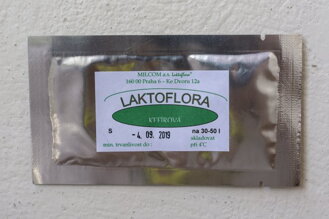 MILCOM a.s. laktoflora®
160 00 Praha 6 - Ke Dvoru 12a
LAKTOFLORA
KEFÍROVÁ
S - 4. 09. 2019 na 30-50 l
skladovat
min. trvanlivost do : při 4°C